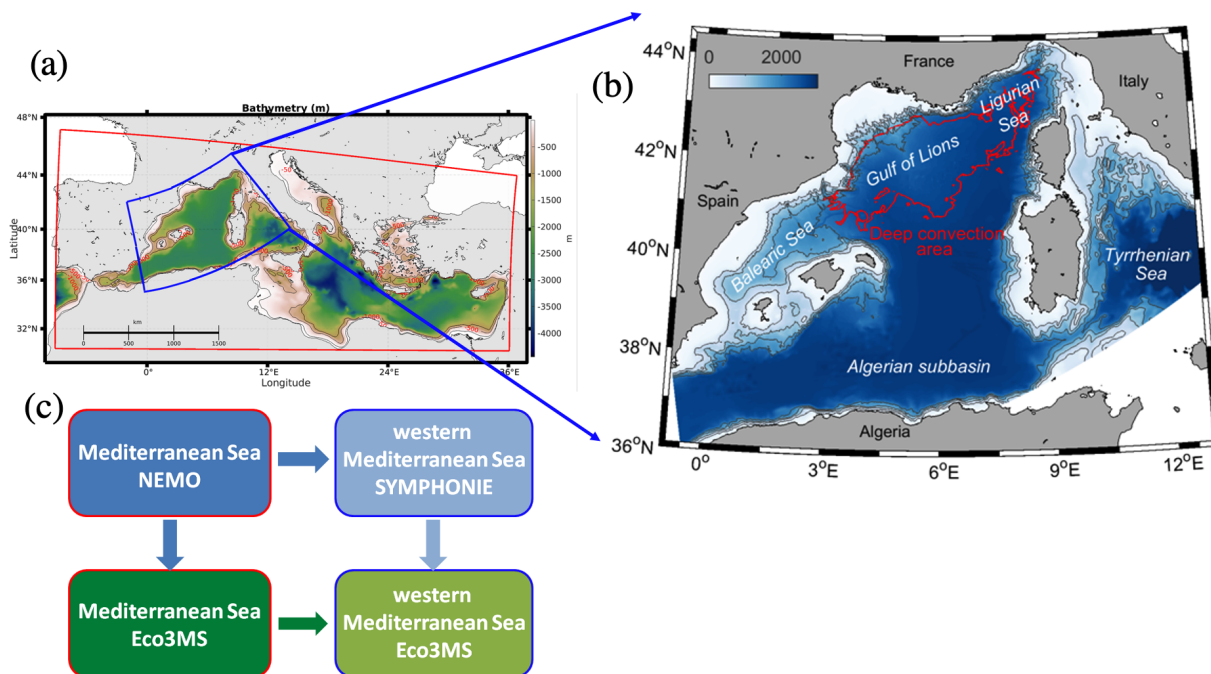 (a)
Bathymetry (m)
48°N
44°N
40°N
36°N
32°N
Latitude
-50
km
0 500 1000 1500
0° 12°E 24°E 36°E
Longitude
-500
-1000
-1500
-2000
-2500
-3000
-3500
-4000
m
(b)
0 2000
44°N
42°N
40°N
38°N
36°N
France
Italy
Ligurian
Sea
Gulf of Lions
Spain
Balearic Sea
Deep convection
area
Tyrrhenian
Sea
Algerian subbasin
Algeria
0° 3°E 6°E 9°E 12°E
(c)
Mediterranean Sea
NEMO
western
Mediterranean Sea
SYMPHONIE
Mediterranean Sea
Eco3MS
western
Mediterranean Sea
Eco3MS